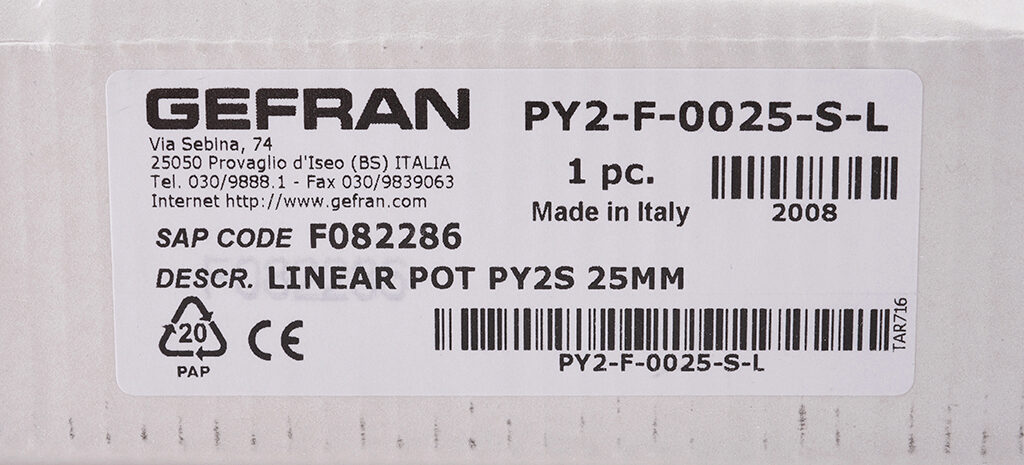 GEFRAN
Via Sebina, 74
25050 Provaglio d'Iseo (BS) ITALIA
Tel. 030/9888.1 - Fax 030/9839063
Internet http://www.gefran.com
PY2-F-0025-S-L
1 pc.
Made in Italy
2008
SAP CODE F082286
DESCR. LINEAR POT PY2S 25MM
20
PAP
CE
PY2-F-0025-S-L
TAR716